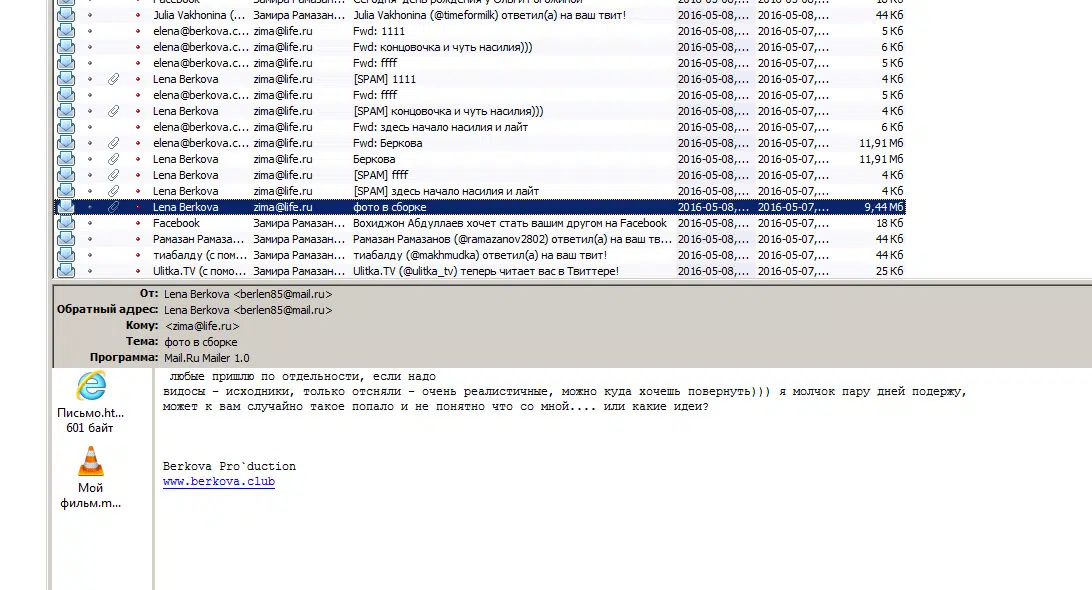 Julia Vakhonina (... Замира Рамазан... Julia Vakhonina (@timeformilk) ответил(а) на ваш твит! 2016-05-08,... 2016-05-07,... 44 Кб
elena@berkova.c... zima@life.ru Fwd: 1111 2016-05-08,... 2016-05-07,... 5 Кб
elena@berkova.c... zima@life.ru Fwd: концовочка и чуть насилия))) 2016-05-08,... 2016-05-07,... 6 Кб
elena@berkova.c... zima@life.ru Fwd: ffff 2016-05-08,... 2016-05-07,... 5 Кб
Lena Berkova zima@life.ru [SPAM] 1111 2016-05-08,... 2016-05-07,... 4 Кб
elena@berkova.c... zima@life.ru Fwd: ffff 2016-05-08,... 2016-05-07,... 5 Кб
Lena Berkova zima@life.ru [SPAM] концовочка и чуть насилия))) 2016-05-08,... 2016-05-07,... 4 Кб
elena@berkova.c... zima@life.ru Fwd: здесь начало насилия и лайт 2016-05-08,... 2016-05-07,... 6 Кб
elena@berkova.c... zima@life.ru Fwd: Беркова 2016-05-08,... 2016-05-07,... 11,91 Мб
Lena Berkova zima@life.ru Беркова 2016-05-08,... 2016-05-07,... 11,91 Мб
Lena Berkova zima@life.ru [SPAM] ffff 2016-05-08,... 2016-05-07,... 4 Кб
Lena Berkova zima@life.ru [SPAM] здесь начало насилия и лайт 2016-05-08,... 2016-05-07,... 4 Кб
Lena Berkova zima@life.ru фото в сборке 2016-05-08,... 2016-05-07,... 9,44 Мб
Facebook Замира Рамазан... Вохиджон Абдуллаев хочет стать вашим другом на Facebook 2016-05-08,... 2016-05-07,... 18 Кб
Рамазан Рамаза... Замира Рамазан... Рамазан Рамазанов (@ramazanov2802) ответил(а) на ваш тв... 2016-05-08,... 2016-05-07,... 44 Кб
тиабалду (с пом... Замира Рамазан... тиабалду (@makhmudka) ответил(а) на ваш твит! 2016-05-08,... 2016-05-07,... 44 Кб
Ulitka.TV (с помо... Замира Рамазан... Ulitka.TV (@ulitka_tv) теперь читает вас в Твиттере! 2016-05-08,... 2016-05-07,... 25 Кб
От: Lena Berkova <berlen85@mail.ru>
Обратный адрес: Lena Berkova <berlen85@mail.ru>
Кому: <zima@life.ru>
Тема: фото в сборке
Программа: Mail.Ru Mailer 1.0
любые пришлю по отдельности, если надо
видосы - исходники, только отсняли - очень реалистичные, можно куда хочешь повернуть))) я молчок пару дней подержу,
может к вам случайно такое попало и не понятно что со мной.... или какие идеи?
Berkova Pro`duction
www.berkova.club
Письмо.ht...
601 байт
Мой
фильм.m...